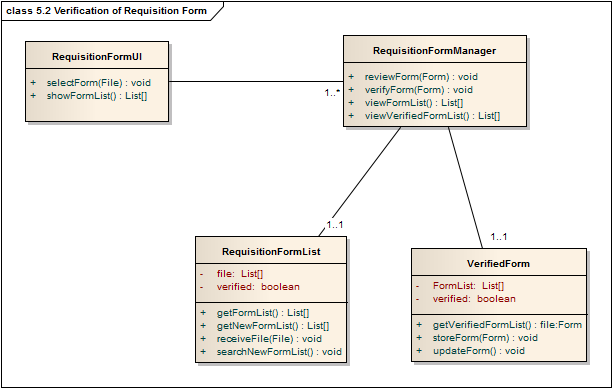 class 5.2 Verification of Requisition Form
RequisitionFormUI
+ selectForm(File) : void
+ showFormList() : List[]
RequisitionFormManager
+ reviewForm(Form) : void
+ verifyForm(Form) : void
+ viewFormList() : List[]
+ viewVerifiedFormList() : List[]
1..*
1..1
1..1
RequisitionFormList
- file: List[]
- verified: boolean
+ getFormList() : List[]
+ getNewFormList() : List[]
+ receiveFile(File) : void
+ searchNewFormList() : void
VerifiedForm
- FormList: List[]
- verified: boolean
+ getVerifiedFormList() : file:Form
+ storeForm(Form) : void
+ updateForm() : void